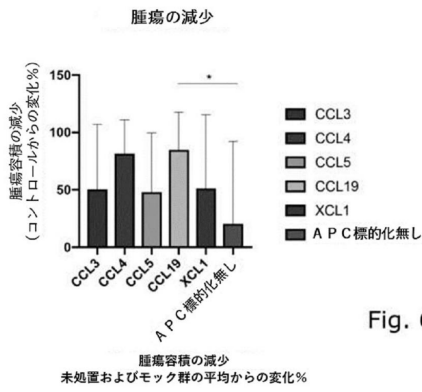 腫瘍の減少
腫瘍容積の減少
(コントロールからの変化%)
150
100
50
0
*
CCL3
CCL4
CCL5
CCL19
XCL1
APC標的化無し
CCL3
CCL4
CCL5
CCL19
XCL1
APC標的化無し
腫瘍容積の減少
未処置およびモック群の平均からの変化%
Fig.